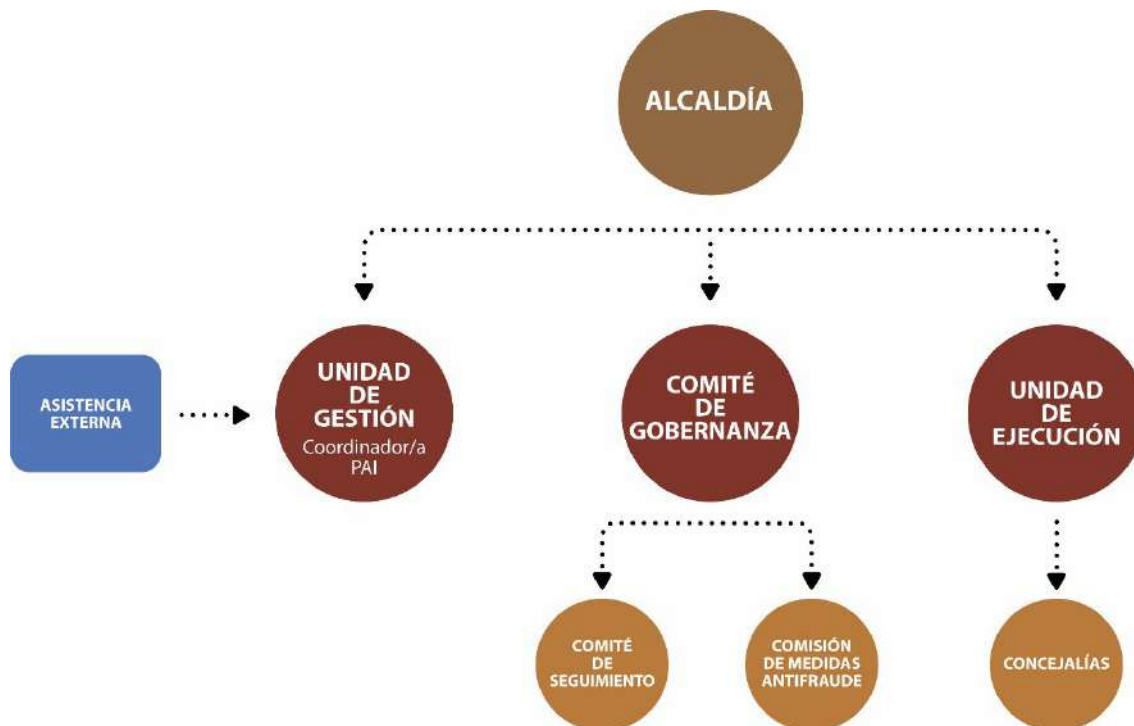 ALCALDÍA
ASISTENCIA
EXTERNA
UNIDAD
DE
GESTIÓN
Coordinador/a
PAI
COMITÉ
DE
GOBERNANZA
UNIDAD
DE
EJECUCIÓN
COMITÉ
DE
SEGUIMIENTO
COMISIÓN
DE MEDIDAS
ANTIFRAUDE
CONCEJALÍAS